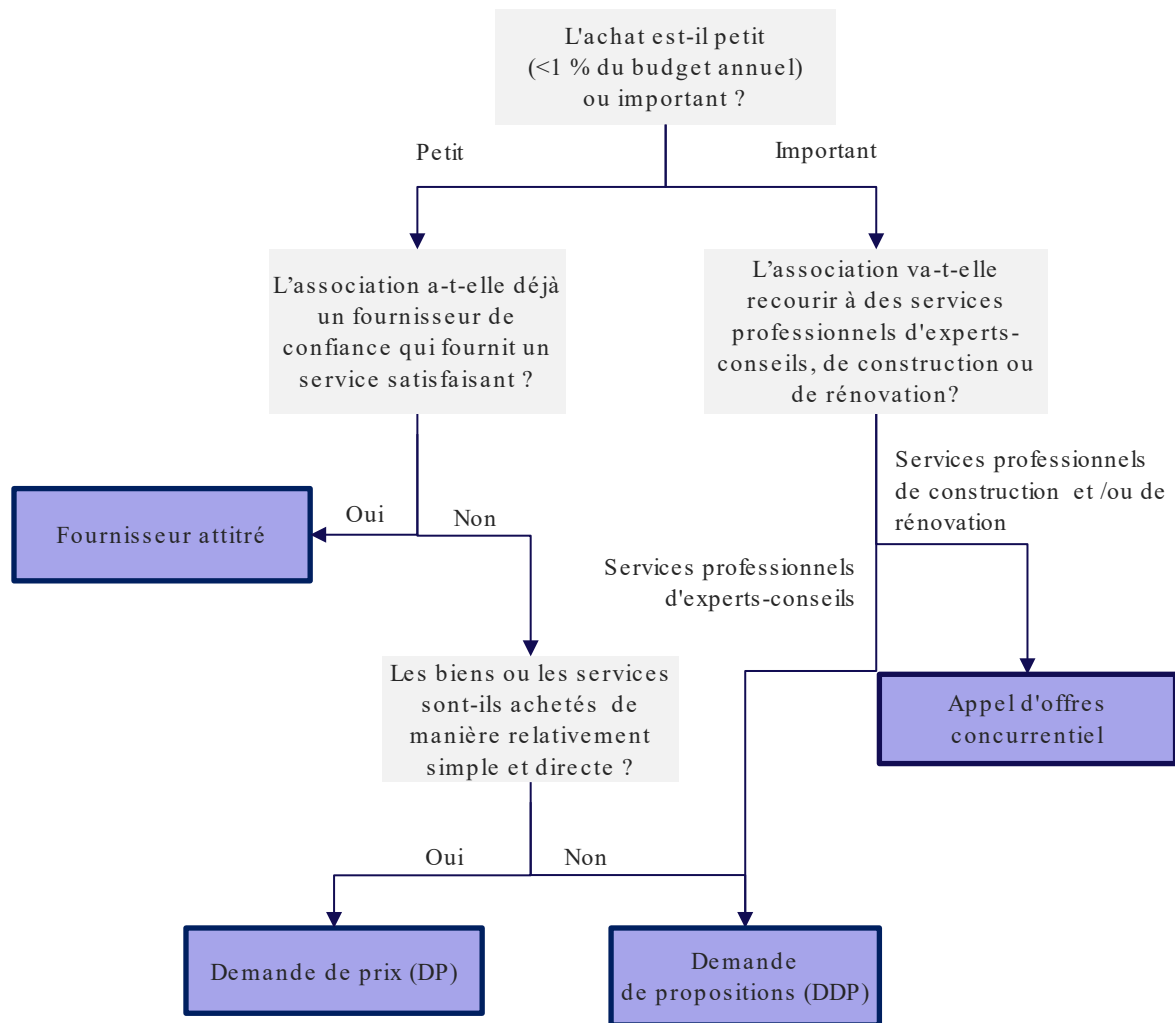 L'achat est-il petit
(<1 % du budget annuel)
ou important ?
Petit
Important
L’association a-t-elle déjà
un fournisseur de
confiance qui fournit un
service satisfaisant ?
L’association va-t-elle
recourir à des services
professionnels d'experts-
conseils, de construction ou
de rénovation?
Oui
Non
Fournisseur attitré
Services professionnels
de construction et /ou de
rénovation
Services professionnels
d'experts-conseils
Les biens ou les services
sont-ils achetés de
manière relativement
simple et directe ?
Appel d'offres
concurrentiel
Oui
Non
Demande de prix (DP)
Demande
de propositions (DDP)